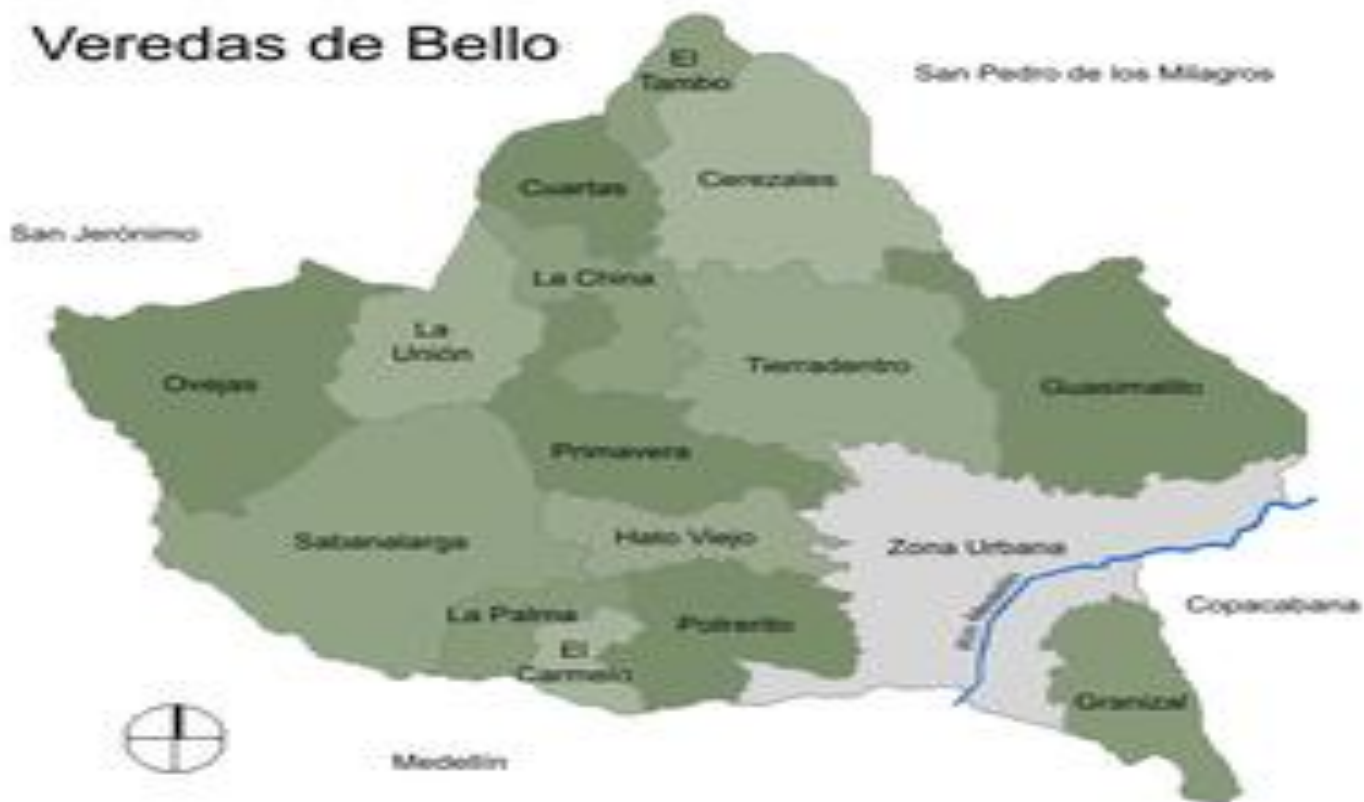 Veredas de Bello
El
Tambo
San Pedro de los Milagros
Cuartas
Cerezales
San Jerónimo
La China
La
Unión
Ovejas
Tierradentro
Guasimalito
Primavera
Sabanalarga
Hato Viejo
Zona Urbana
La Palma
Potrerito
Copacabana
El
Carmelo
Río
Granizal
Medellín